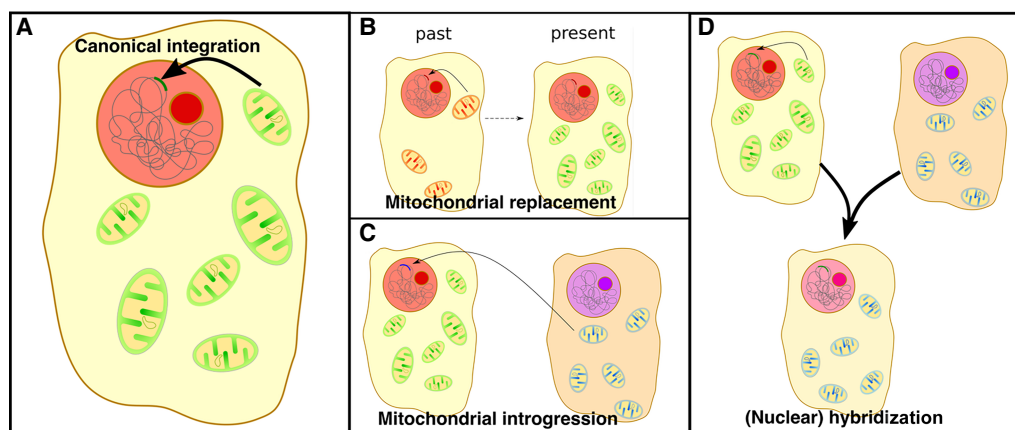 A
Canonical integration
B
past
present
Mitochondrial replacement
C
Mitochondrial introgression
D
(Nuclear) hybridization